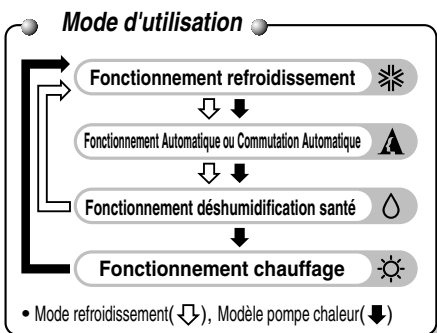 Mode d'utilisation
Fonctionnement refroidissement
Fonctionnement Automatique ou Commutation Automatique
Fonctionnement déshumidification santé
Fonctionnement chauffage
• Mode refroidissement( ), Modèle pompe chaleur( )